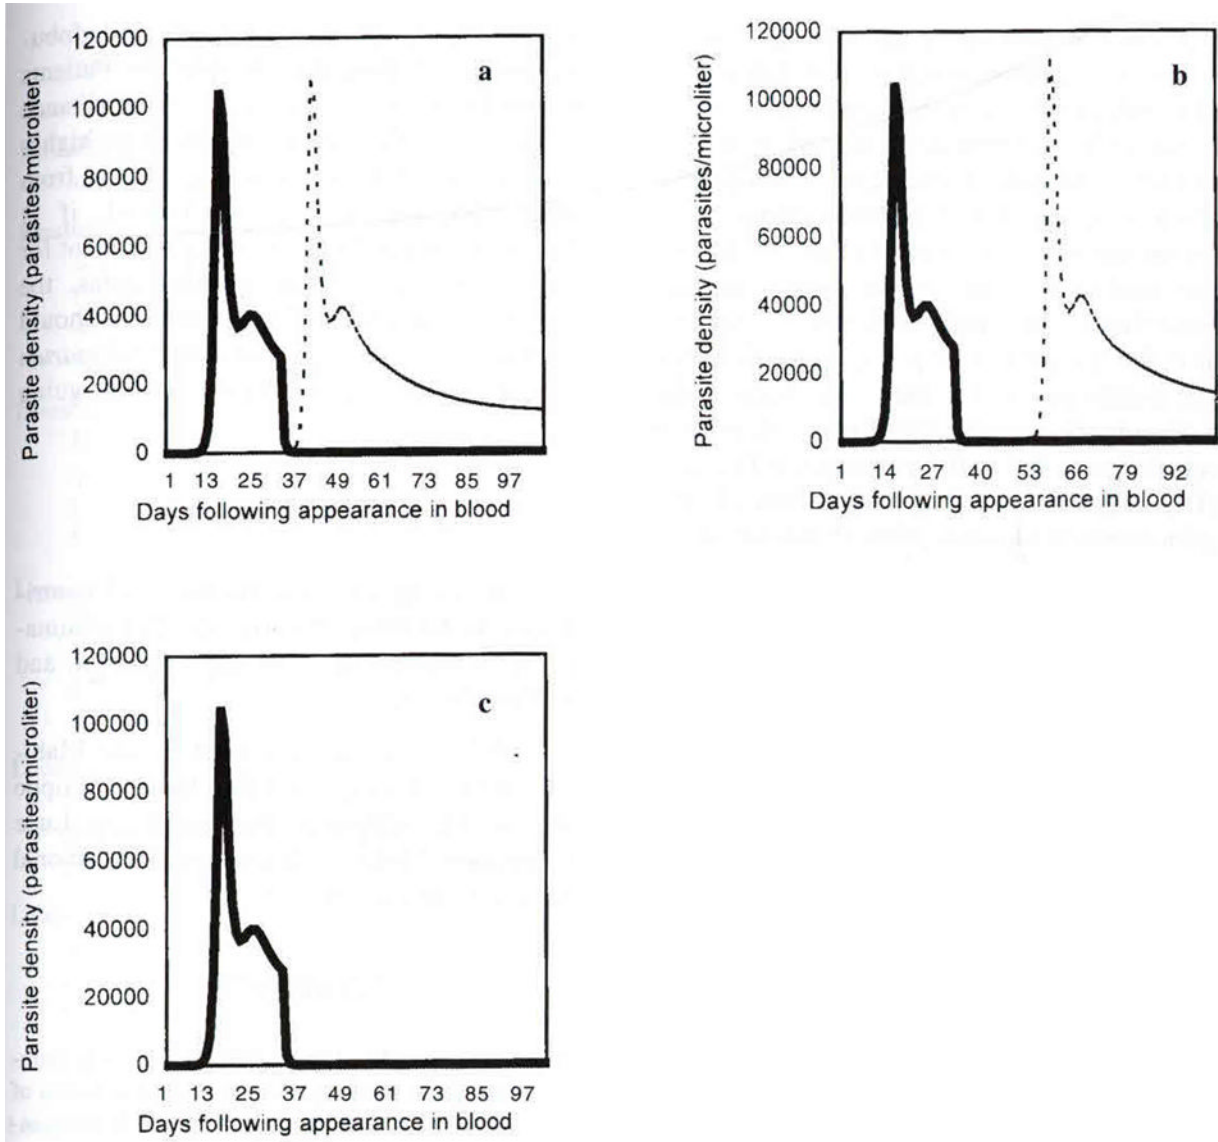 a
120000
100000
80000
60000
40000
20000
0
Parasite density (parasites/microliter)
1 13 25 37 49 61 73 85 97
Days following appearance in blood
b
120000
100000
80000
60000
40000
20000
0
Parasite density (parasites/microliter)
1 14 27 40 53 66 79 92
Days following appearance in blood
c
120000
100000
80000
60000
40000
20000
0
Parasite density (parasites/microliter)
1 13 25 37 49 61 73 85 97
Days following appearance in blood